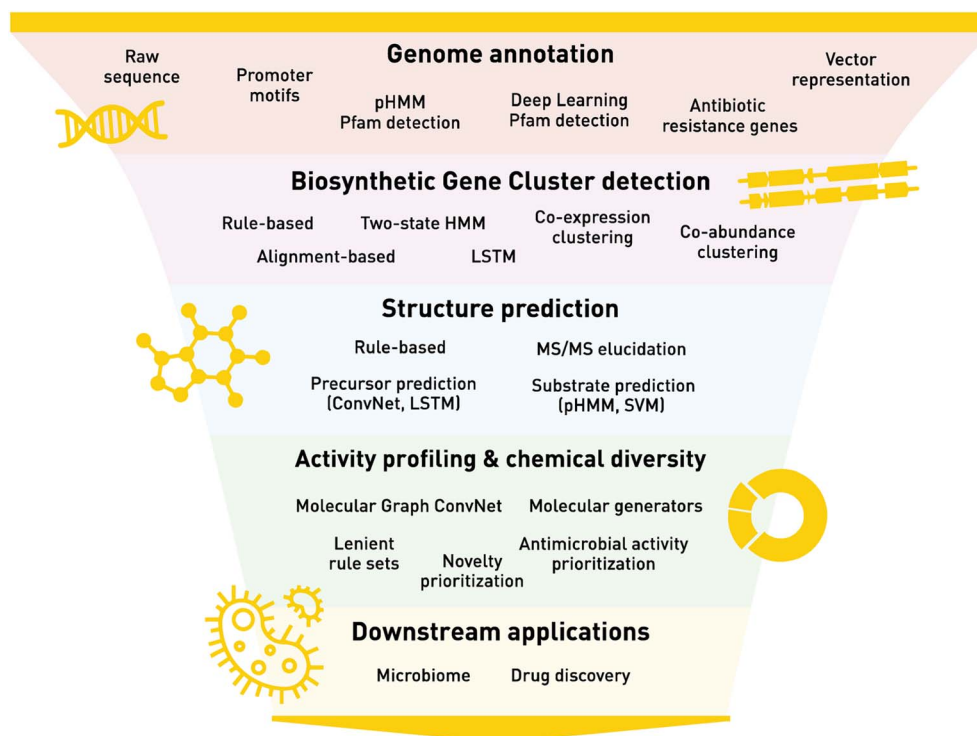 Genome annotation
Raw
sequence
Promoter
motifs
pHMM
Pfam detection
Deep Learning
Pfam detection
Antibiotic
resistance genes
Vector
representation
Biosynthetic Gene Cluster detection
Rule-based
Two-state HMM
Co-expression
clustering
Co-abundance
clustering
Alignment-based
LSTM
Structure prediction
Rule-based
MS/MS elucidation
Precursor prediction
(ConvNet, LSTM)
Substrate prediction
(pHMM, SVM)
Activity profiling & chemical diversity
Molecular Graph ConvNet
Molecular generators
Lenient
rule sets
Novelty
prioritization
Antimicrobial activity
prioritization
Downstream applications
Microbiome
Drug discovery